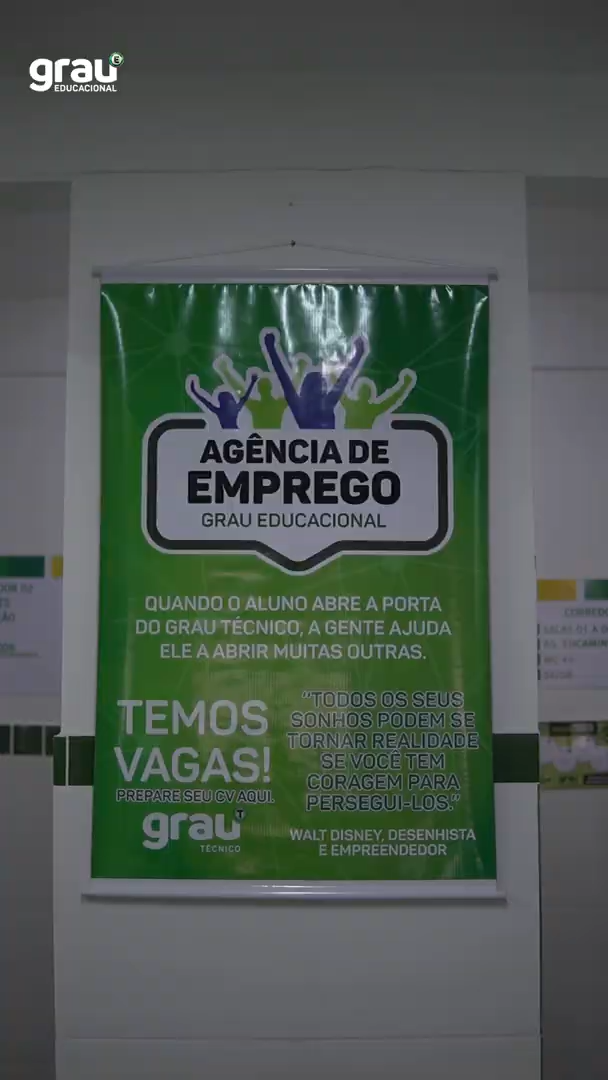 grau E
EDUCACIONAL
AGÊNCIA DE
EMPREGO
GRAU EDUCACIONAL
QUANDO O ALUNO ABRE A PORTA
DO GRAU TÉCNICO, A GENTE AJUDA
ELE A ABRIR MUITAS OUTRAS.
TEMOS
VAGAS!
PREPARE SEU CV AQUI.
grau T
TÉCNICO
“TODOS OS SEUS
SONHOS PODEM SE
TORNAR REALIDADE
SE VOCÊ TEM
CORAGEM PARA
PERSEGUI-LOS.”
WALT DISNEY, DESENHISTA
E EMPREENDEDOR